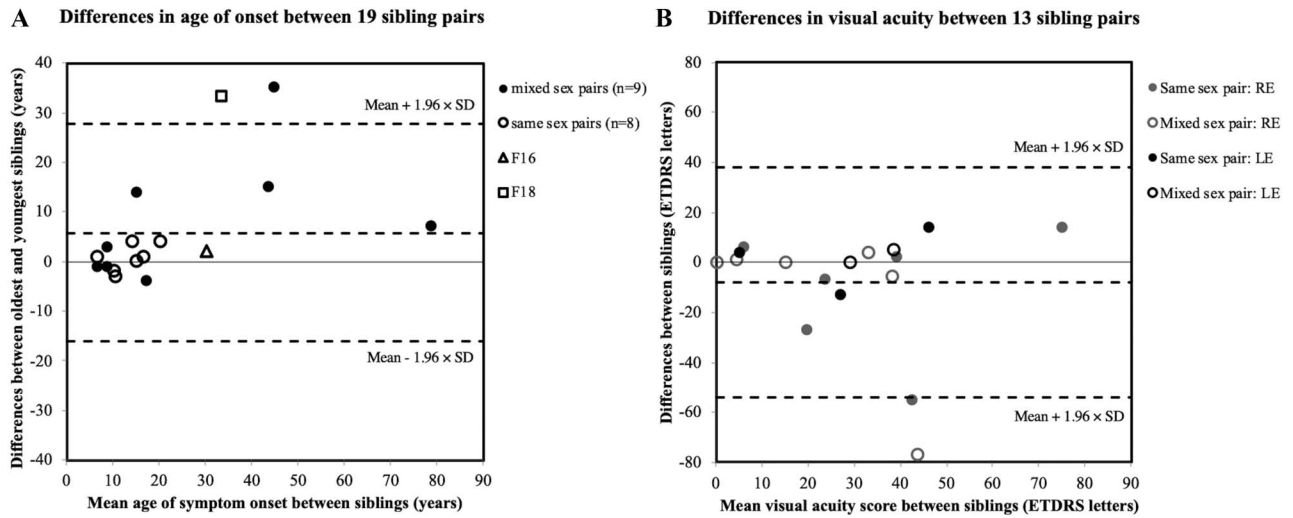 A Differences in age of onset between 19 sibling pairs
Differences between oldest and youngest siblings (years)
40
30
20
10
0
-10
-20
-30
-40
Mean + 1.96 × SD
Mean - 1.96 × SD
0 10 20 30 40 50 60 70 80 90
Mean age of symptom onset between siblings (years)
mixed sex pairs (n=9)
same sex pairs (n=8)
F16
F18
B Differences in visual acuity between 13 sibling pairs
Differences between siblings (ETDRS letters)
80
60
40
20
0
-20
-40
-60
-80
Mean + 1.96 × SD
Mean + 1.96 × SD
0 10 20 30 40 50 60 70 80 90
Mean visual acuity score between siblings (ETDRS letters)
Same sex pair: RE
Mixed sex pair: RE
Same sex pair: LE
Mixed sex pair: LE